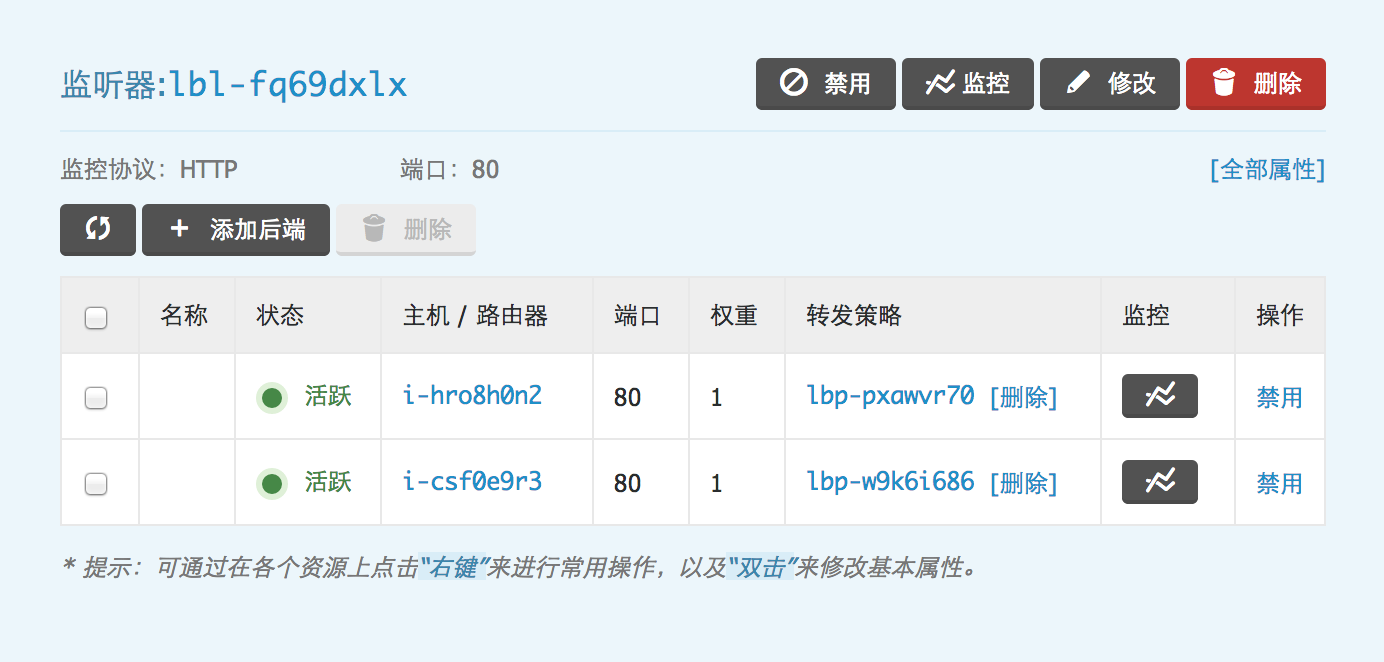 监听器:lbl-fq69dxlx 禁用 监控 修改 删除
监控协议：HTTP 端口：80 [全部属性]
+ 添加后端 删除
名称 状态 主机 / 路由器 端口 权重 转发策略 监控 操作
活跃 i-hro8h0n2 80 1 lbp-pxawvr70 [删除] 禁用
活跃 i-csf0e9r3 80 1 lbp-w9k6i686 [删除] 禁用
* 提示：可通过在各个资源上点击“右键”来进行常用操作，以及“双击”来修改基本属性。